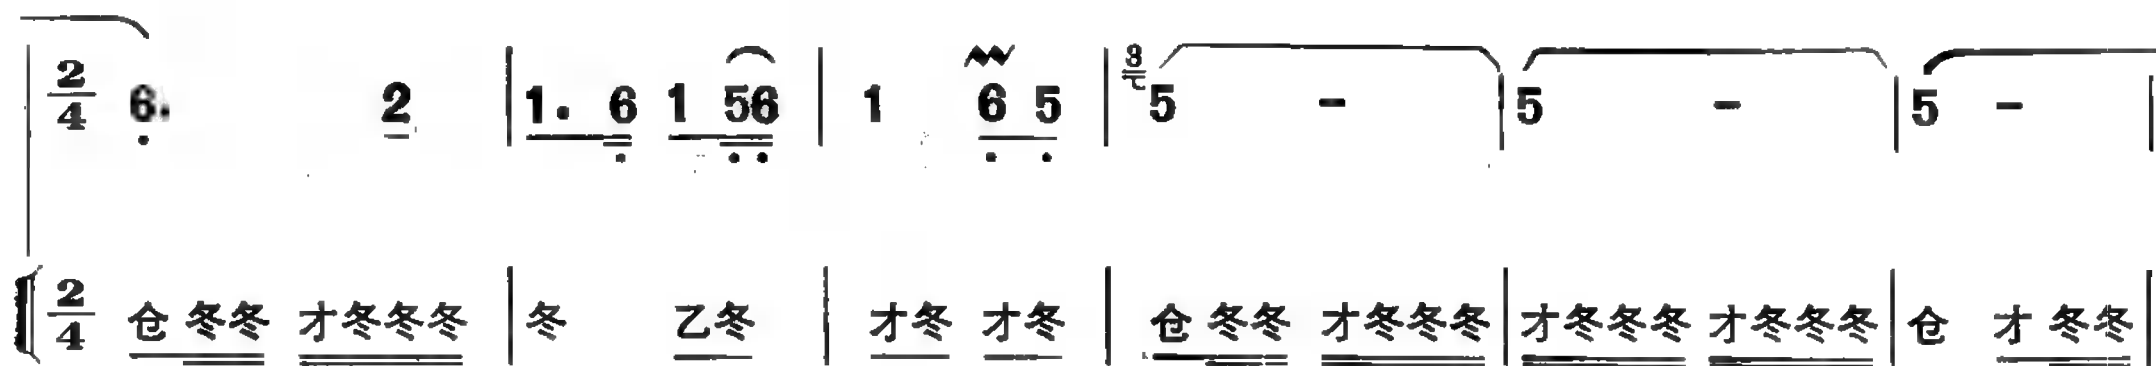 2/4 6. 2 | 1. 6 1 56 | 1 6 5 | 3 5 - | 5 - | 5 - |
2/4 仓 冬冬 才冬冬冬 | 冬 乙冬 | 才冬 才冬 | 仓 冬冬 才冬冬冬 | 才冬冬冬 才冬冬冬 | 仓 才 冬冬 |